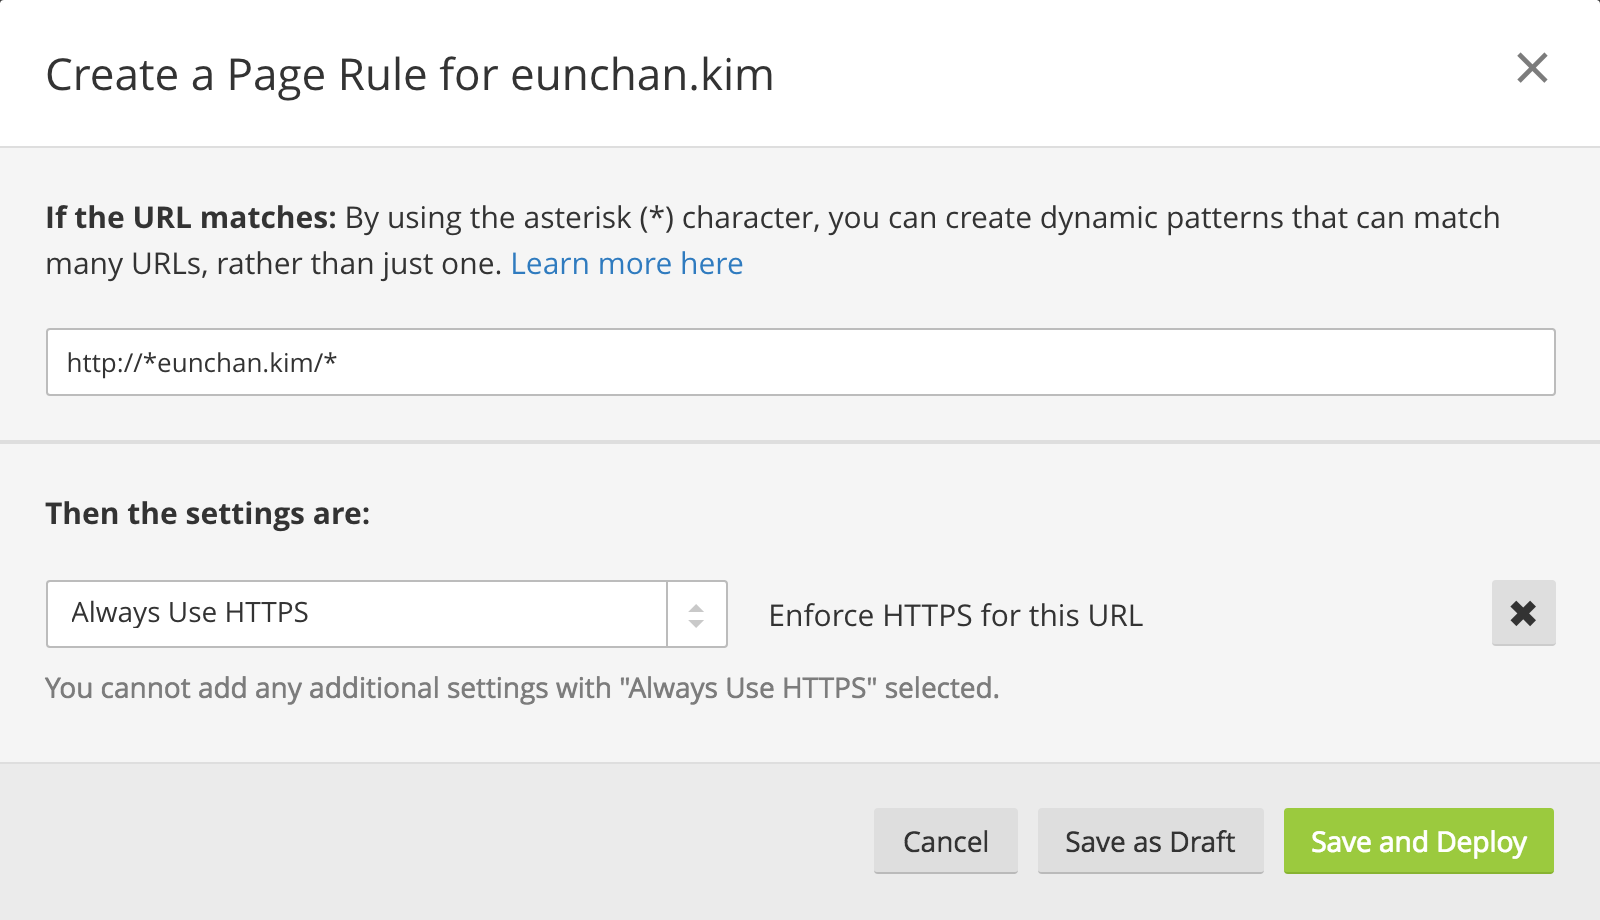 Create a Page Rule for eunchan.kim
If the URL matches: By using the asterisk (*) character, you can create dynamic patterns that can match
many URLs, rather than just one. Learn more here
http://*eunchan.kim/*
Then the settings are:
Always Use HTTPS
Enforce HTTPS for this URL
You cannot add any additional settings with "Always Use HTTPS" selected.
Cancel
Save as Draft
Save and Deploy